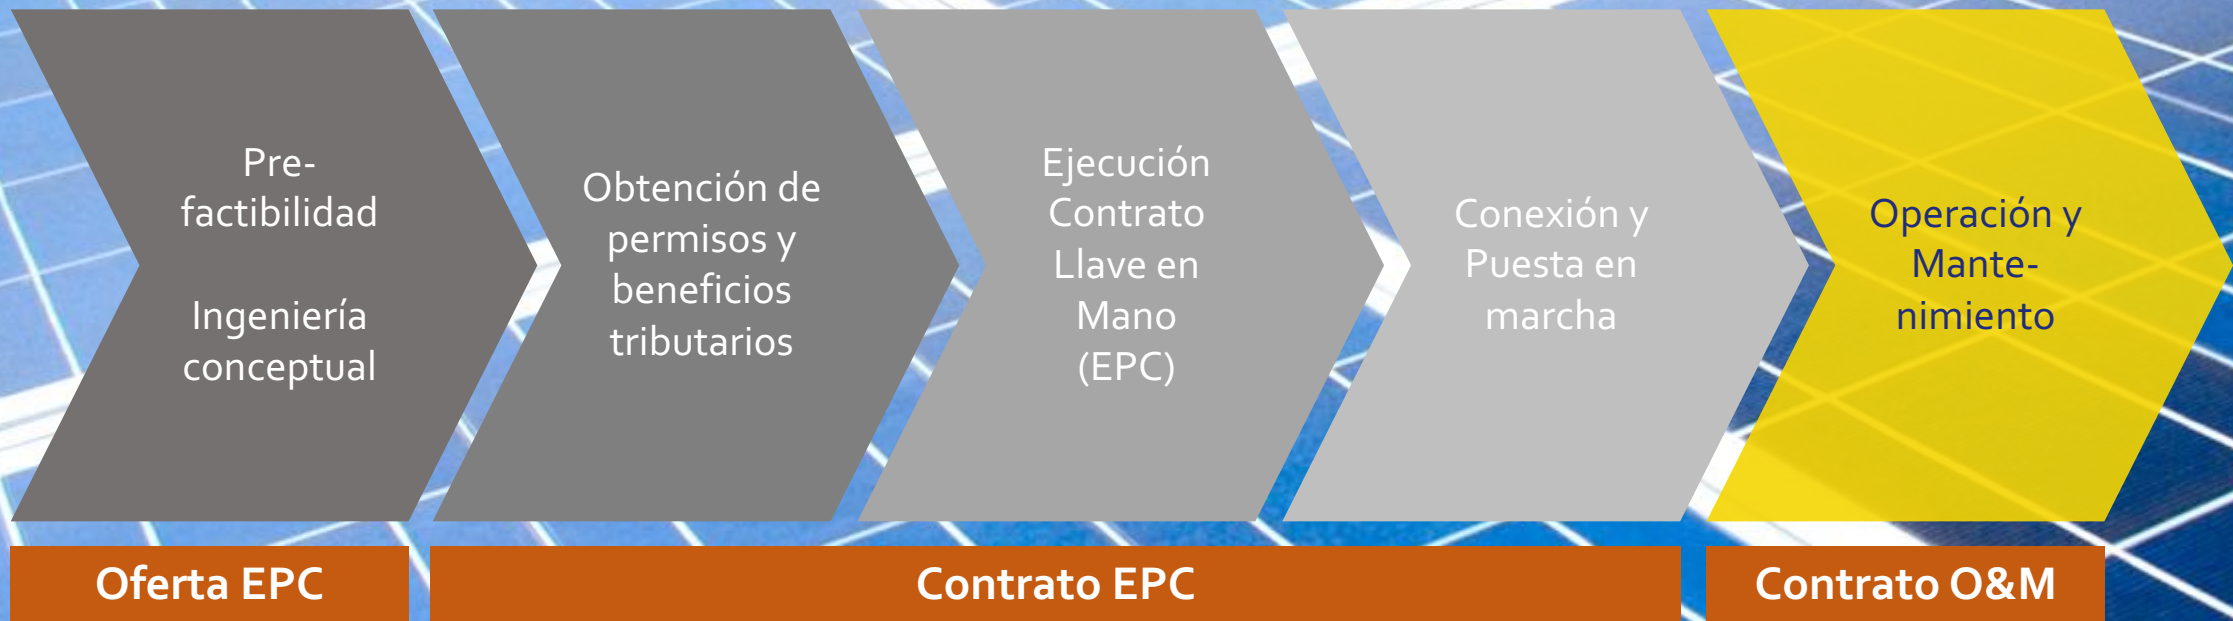 Pre-
factibilidad
Ingeniería
conceptual
Obtención de
permisos y
beneficios
tributarios
Ejecución
Contrato
Llave en
Mano
(EPC)
Conexión y
Puesta en
marcha
Operación y
Mante-
nimiento
Oferta EPC
Contrato EPC
Contrato O&M